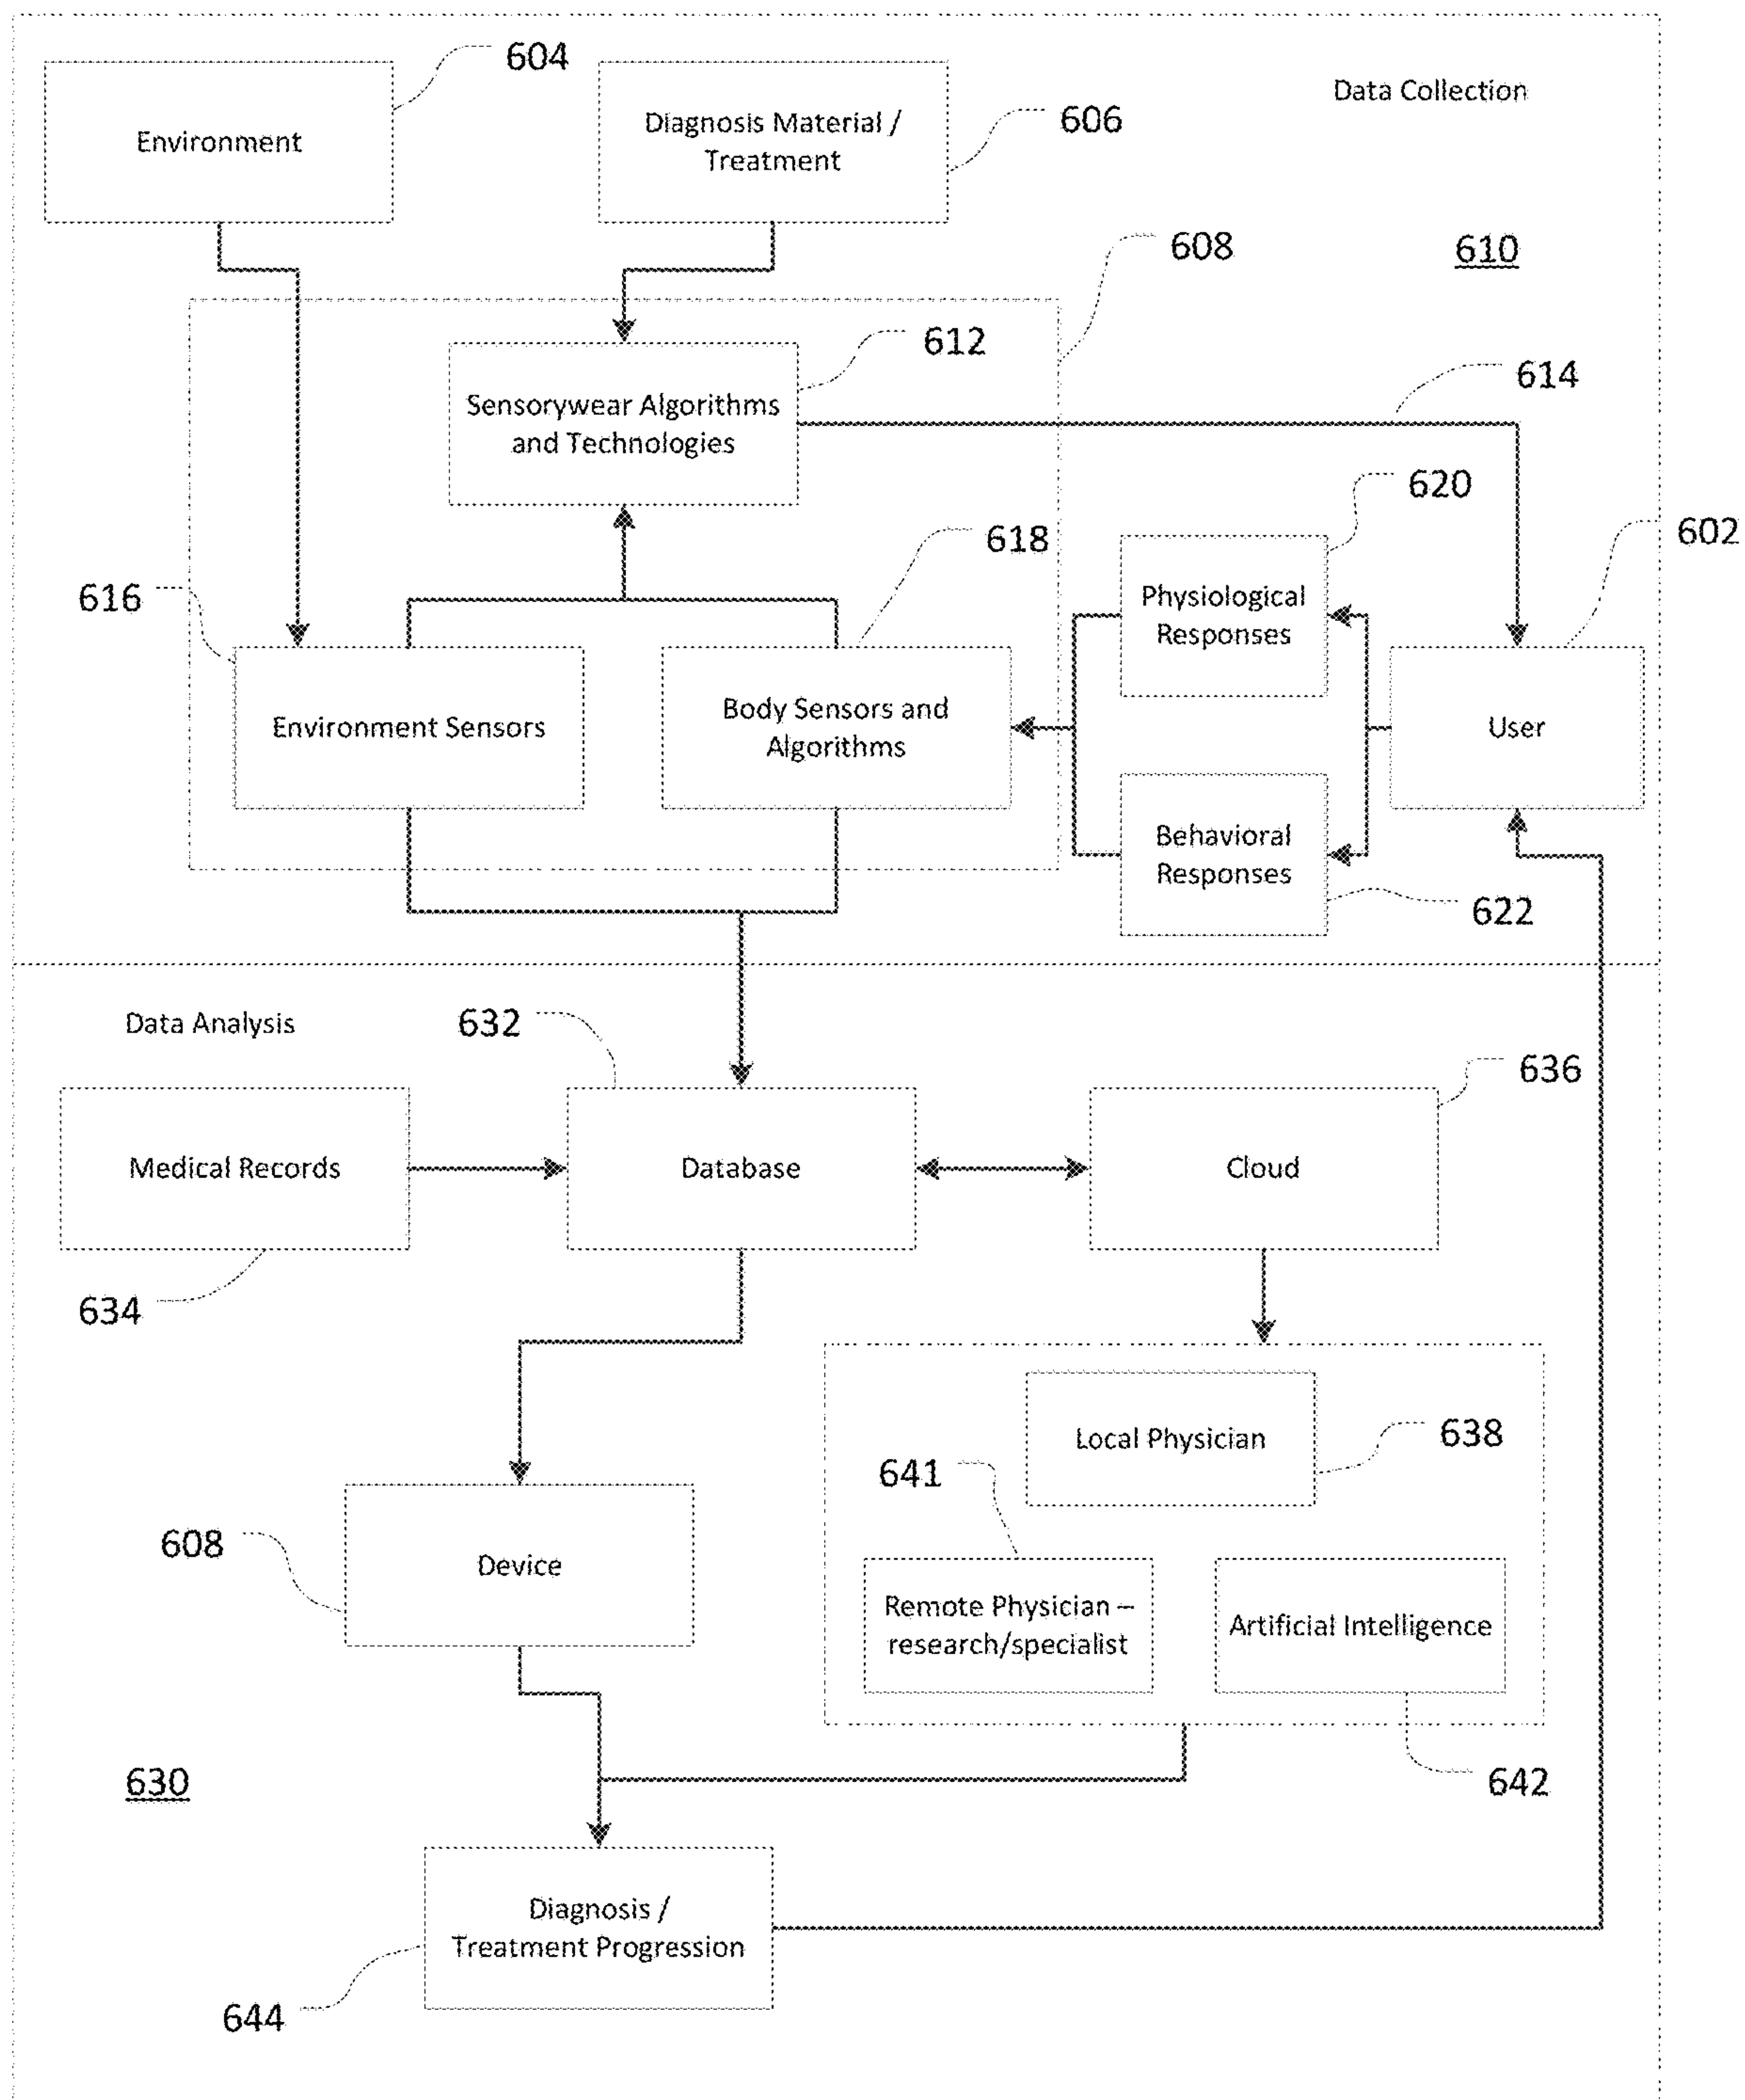 604
Environment
Diagnosis Material /
Treatment
606
Data Collection
608
610
612
Sensorywear Algorithms
and Technologies
614
620
618
602
616
Physiological
Responses
Environment Sensors
Body Sensors and
Algorithms
User
Behavioral
Responses
622
Data Analysis
632
636
Medical Records
Database
Cloud
634
Local Physician
638
641
608
Device
Remote Physician –
research/specialist
Artificial Intelligence
630
642
Diagnosis /
Treatment Progression
644